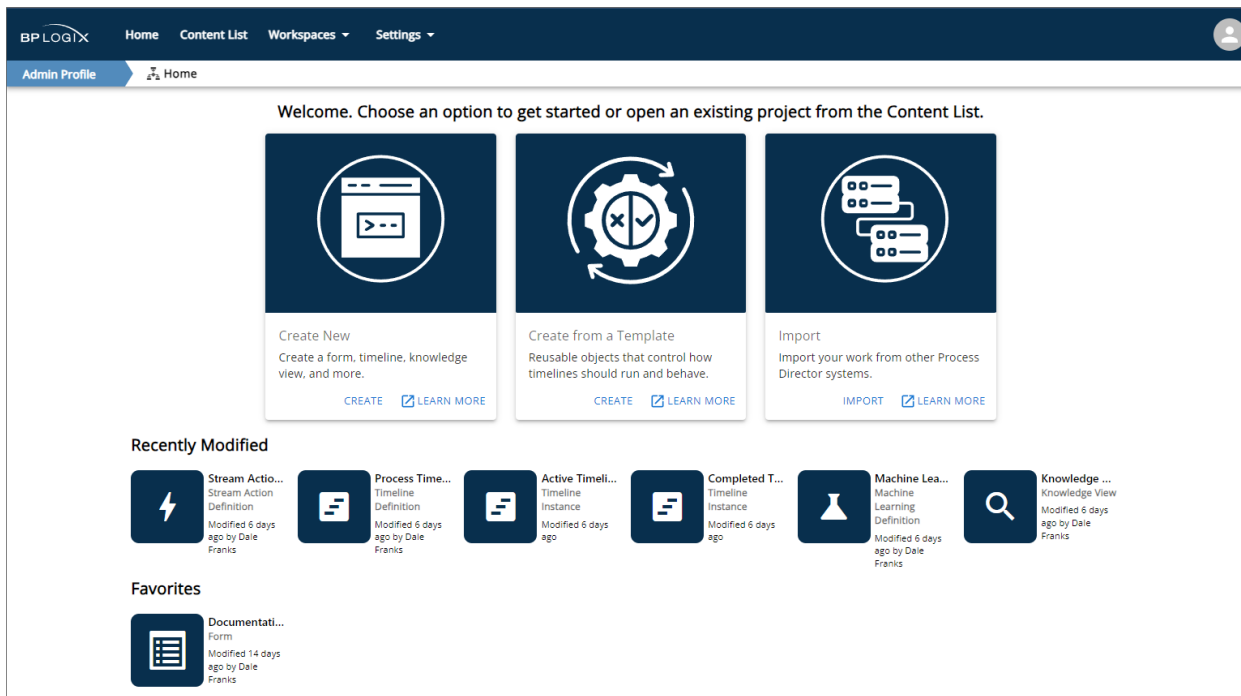 BPLOGIX Home Content List Workspaces Settings
Admin Profile Home
Welcome. Choose an option to get started or open an existing project from the Content List.
Create New
Create a form, timeline, knowledge
view, and more.
CREATE LEARN MORE
Create from a Template
Reusable objects that control how
timelines should run and behave.
CREATE LEARN MORE
Import
Import your work from other Process
Director systems.
IMPORT LEARN MORE
Recently Modified
Stream Actio...
Stream Action
Definition
Modified 6 days
ago by Dale
Franks
Process Time...
Timeline
Definition
Modified 6 days
ago by Dale
Franks
Active Timeli...
Timeline
Instance
Modified 6 days
ago
Completed T...
Timeline
Instance
Modified 6 days
ago
Machine Lea...
Machine
Learning
Definition
Modified 6 days
ago by Dale
Franks
Knowledge ...
Knowledge View
Modified 6 days
ago by Dale
Franks
Favorites
Documentati...
Form
Modified 14 days
ago by Dale
Franks